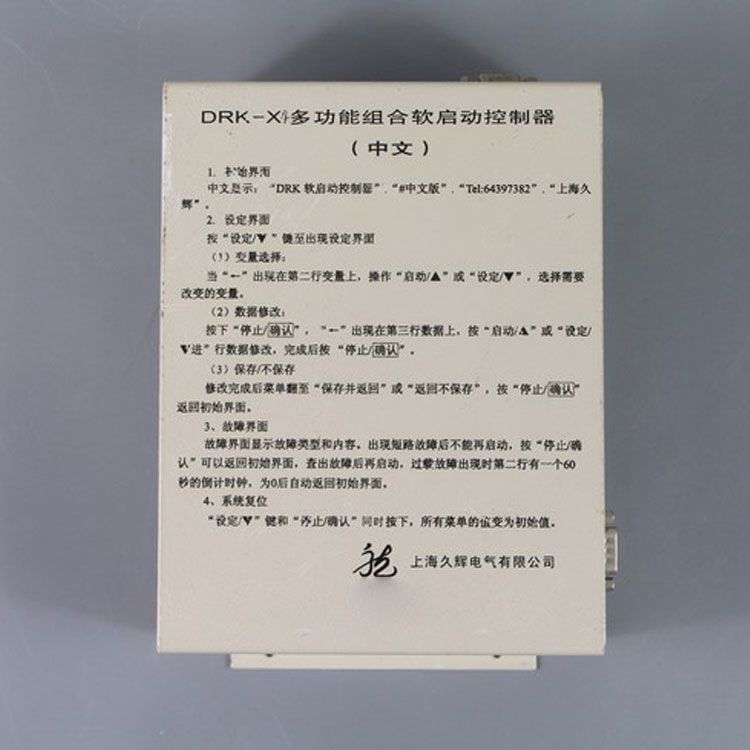 DRK-X多功能组合软启动控制器
（中文）
1. 初始界面
中文显示：“DRK 软启动控制器”.“#中文版”.“Tel:64397382”.“上海久
辉”。
2. 设定界面
按“设定/▼”键至出现设定界面
（1）变量选择：
当“←”出现在第二行变量上，操作“启动/▲”或“设定/▼”，选择需要
改变的变量。
（2）数据修改：
按下“停止/确认”，“←”出现在第三行数据上，按“启动/▲”或“设定/
▼进”行数据修改，完成后按“停止/确认”。
（3）保存/不保存
修改完成后菜单翻至“保存并返回”或“返回不保存”，按“停止/确认”
返回初始界面。
3、故障界面
故障界面显示故障类型和内容。出现短路故障后不能再启动，按“停止/确
认”可以返回初始界面，查出故障后再启动，过载故障出现时第二行有一个60
秒的倒计时钟，为0后自动返回初始界面。
4、系统复位
“设定/▼”键和“停止/确认”同时按下，所有菜单的值变为初始值。
上海久辉电气有限公司